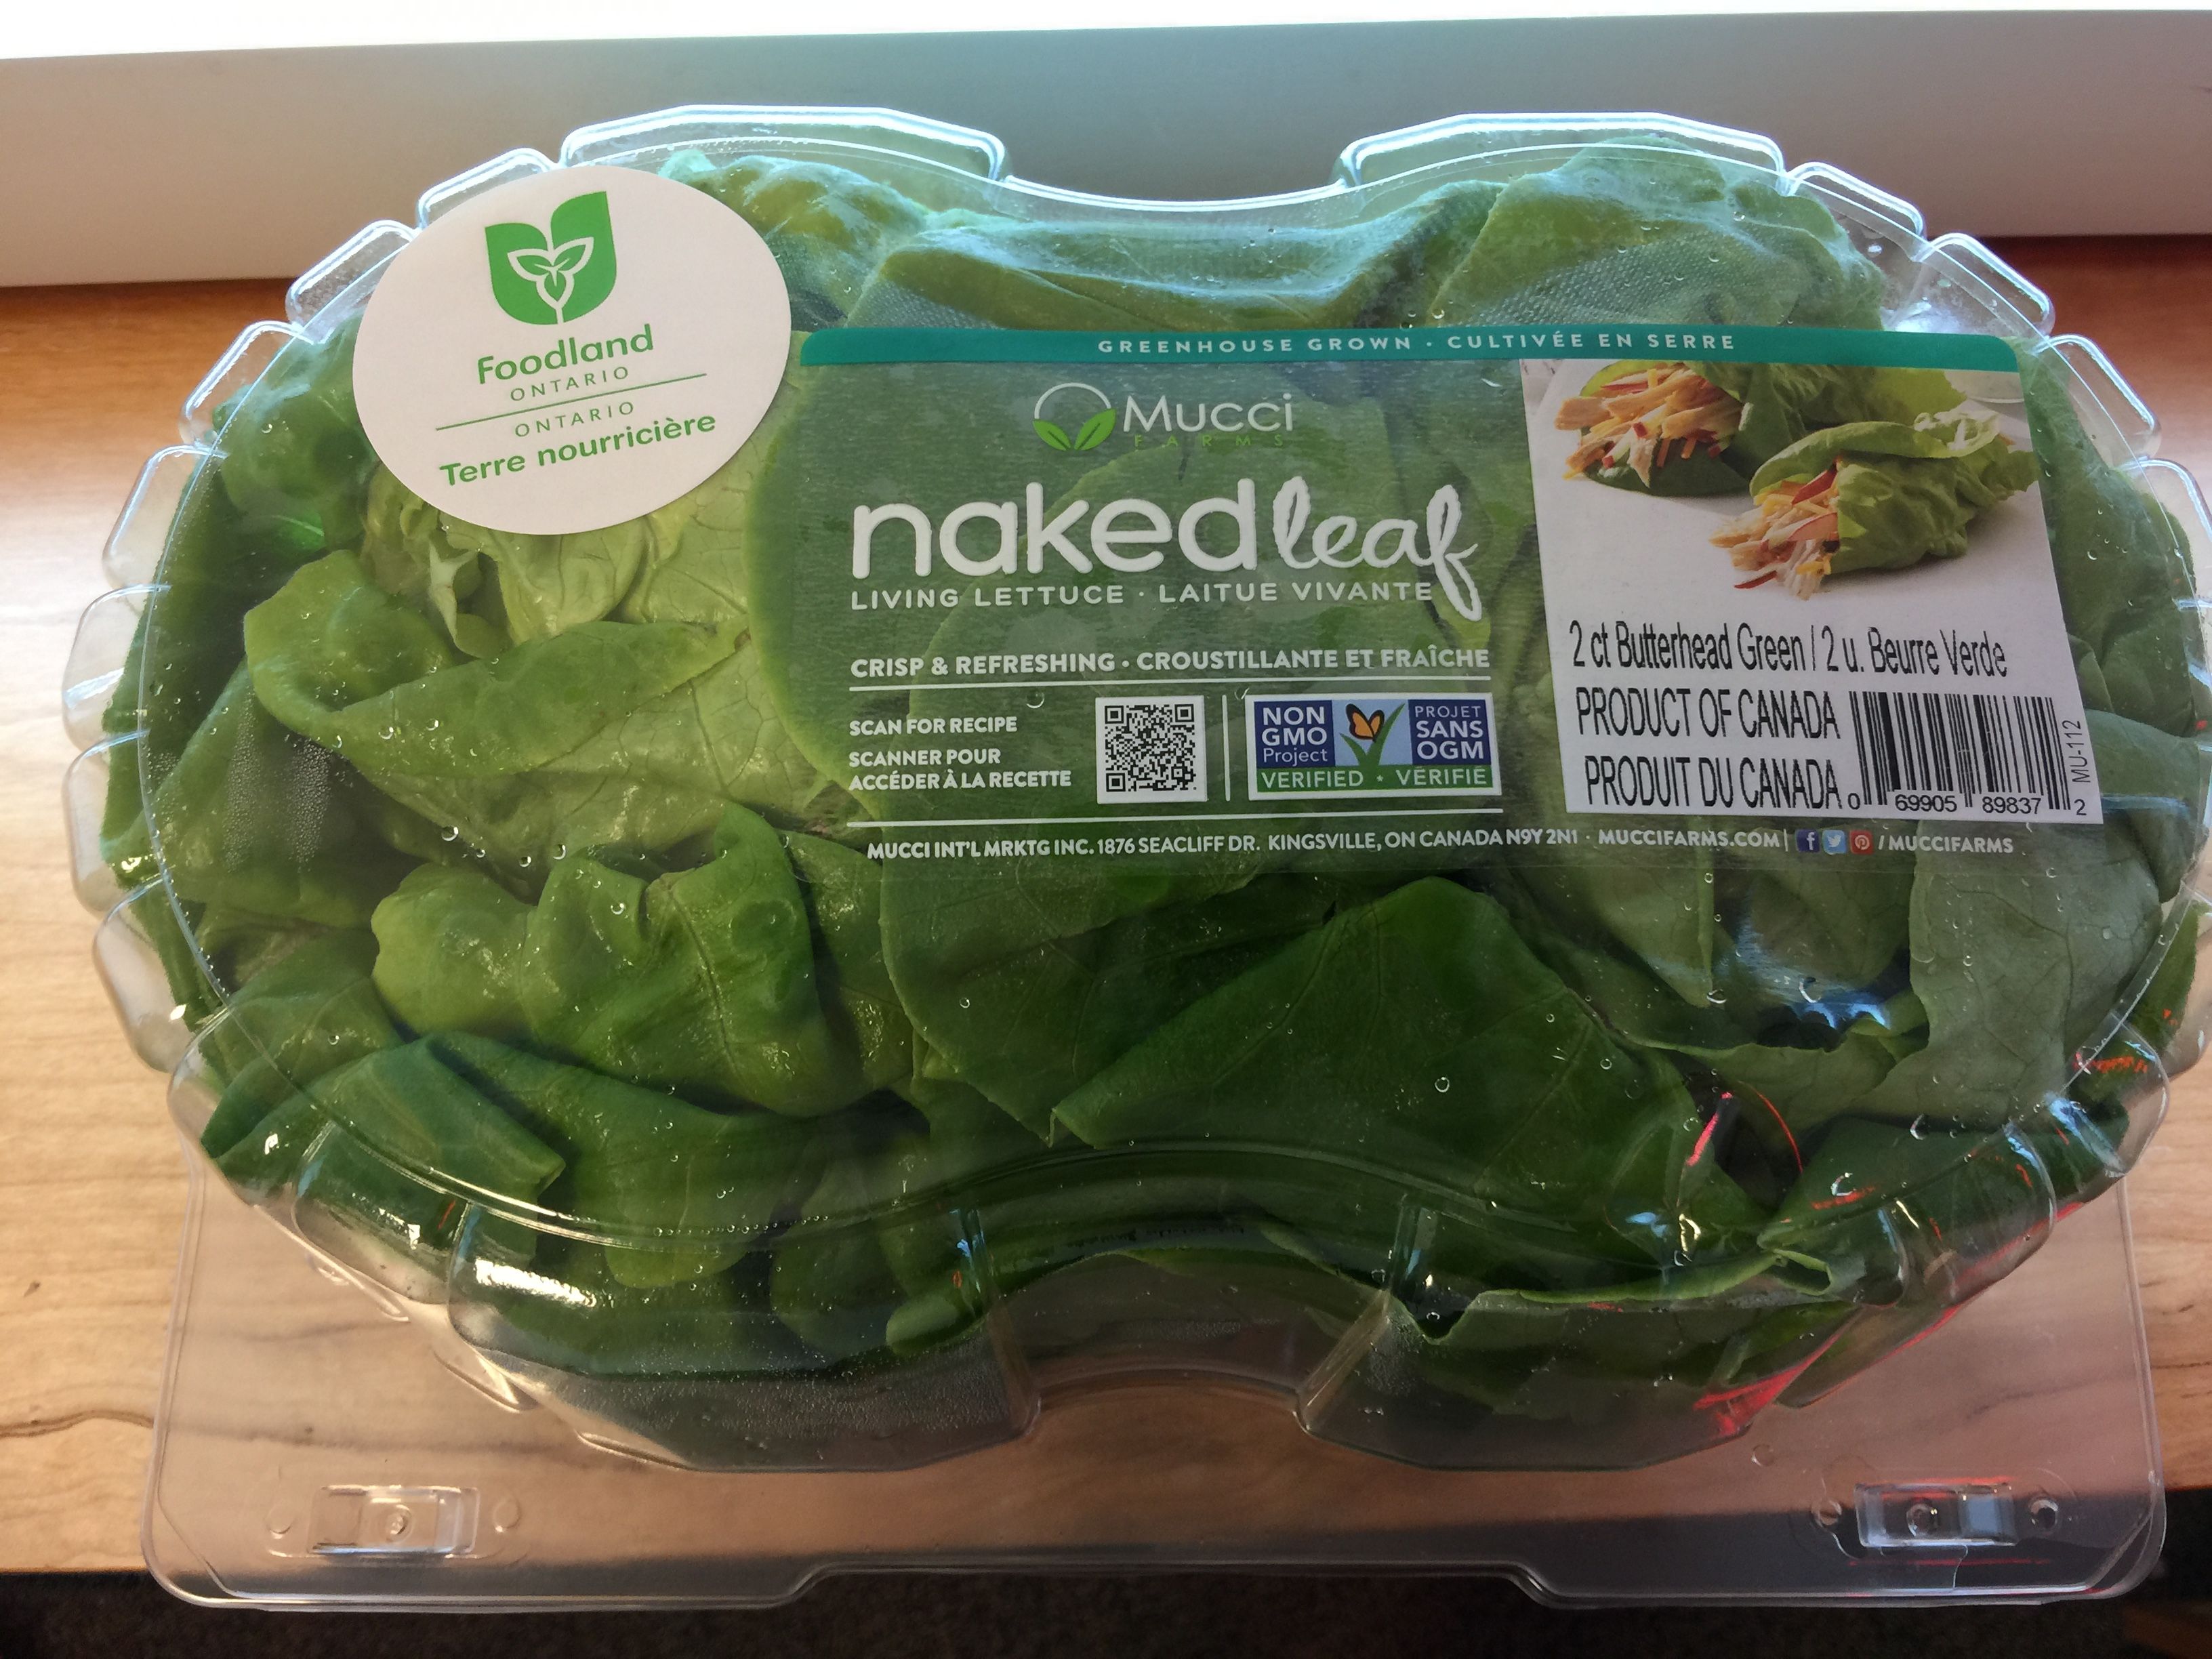 Foodland
ONTARIO
ONTARIO
Terre nourricière
GREENHOUSE GROWN · CULTIVÉE EN SERRE
Mucci
FARMS
nakedleaf
LIVING LETTUCE · LAITUE VIVANTE
CRISP & REFRESHING · CROUSTILLANTE ET FRAÎCHE
SCAN FOR RECIPE
SCANNER POUR
ACCÉDER À LA RECETTE
NON
GMO
Project
PROJET
SANS
OGM
VERIFIED · VÉRIFIÉ
2 ct Butterhead Green / 2 u. Beurre Verde
PRODUCT OF CANADA
PRODUIT DU CANADA
0 69905 89837 2
MU-112
MUCCI INT'L MRKTG INC. 1876 SEACLIFF DR. KINGSVILLE, ON CANADA N9Y 2N1 · MUCCIFARMS.COM | f /MUCCIFARMS